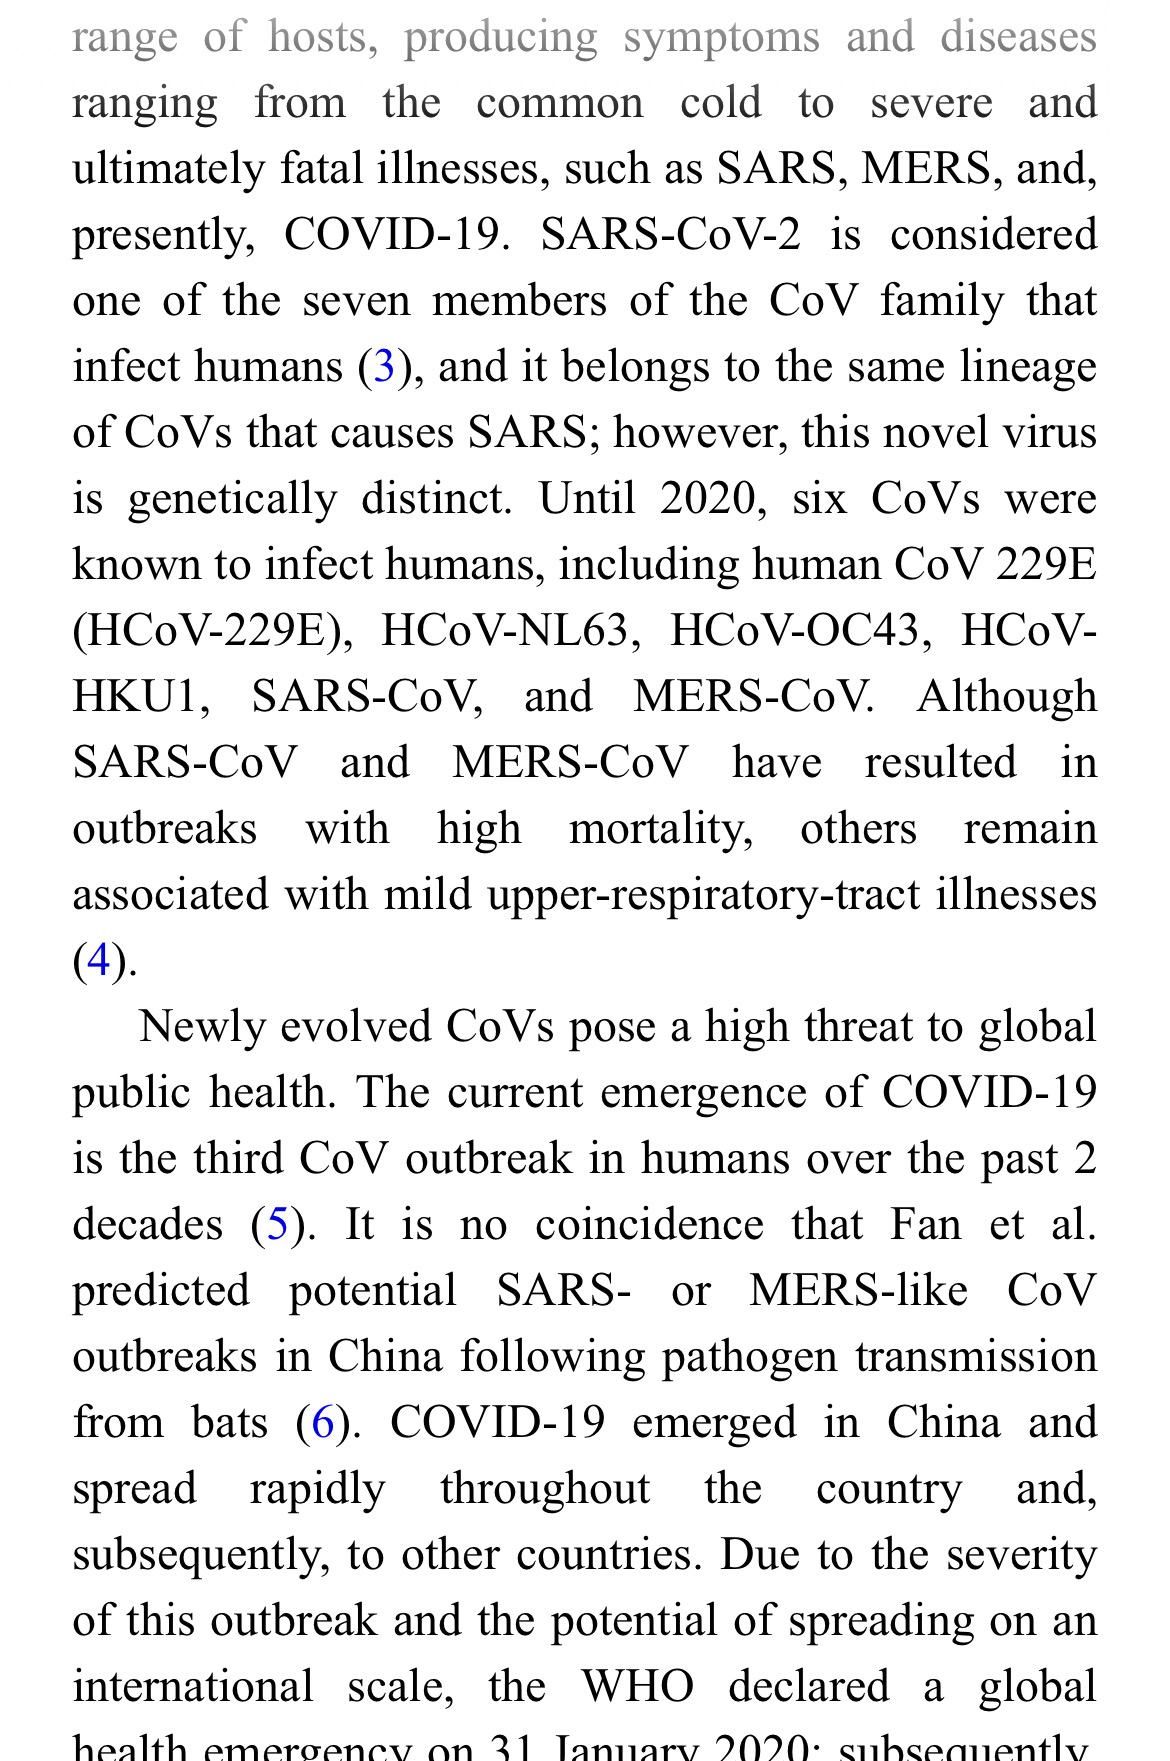 range of hosts, producing symptoms and diseases
ranging from the common cold to severe and
ultimately fatal illnesses, such as SARS, MERS, and,
presently, COVID-19. SARS-CoV-2 is considered
one of the seven members of the CoV family that
infect humans (3), and it belongs to the same lineage
of CoVs that causes SARS; however, this novel virus
is genetically distinct. Until 2020, six CoVs were
known to infect humans, including human CoV 229E
(HCoV-229E), HCoV-NL63, HCoV-OC43, HCoV-
HKU1, SARS-CoV, and MERS-CoV. Although
SARS-CoV and MERS-CoV have resulted in
outbreaks with high mortality, others remain
associated with mild upper-respiratory-tract illnesses
(4).
Newly evolved CoVs pose a high threat to global
public health. The current emergence of COVID-19
is the third CoV outbreak in humans over the past 2
decades (5). It is no coincidence that Fan et al.
predicted potential SARS- or MERS-like CoV
outbreaks in China following pathogen transmission
from bats (6). COVID-19 emerged in China and
spread rapidly throughout the country and,
subsequently, to other countries. Due to the severity
of this outbreak and the potential of spreading on an
international scale, the WHO declared a global
health emergency on 31 January 2020; subsequently,